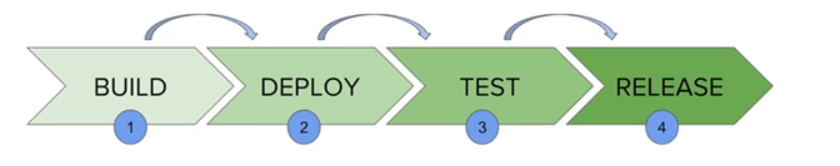 BUILD DEPLOY TEST RELEASE
1 2 3 4